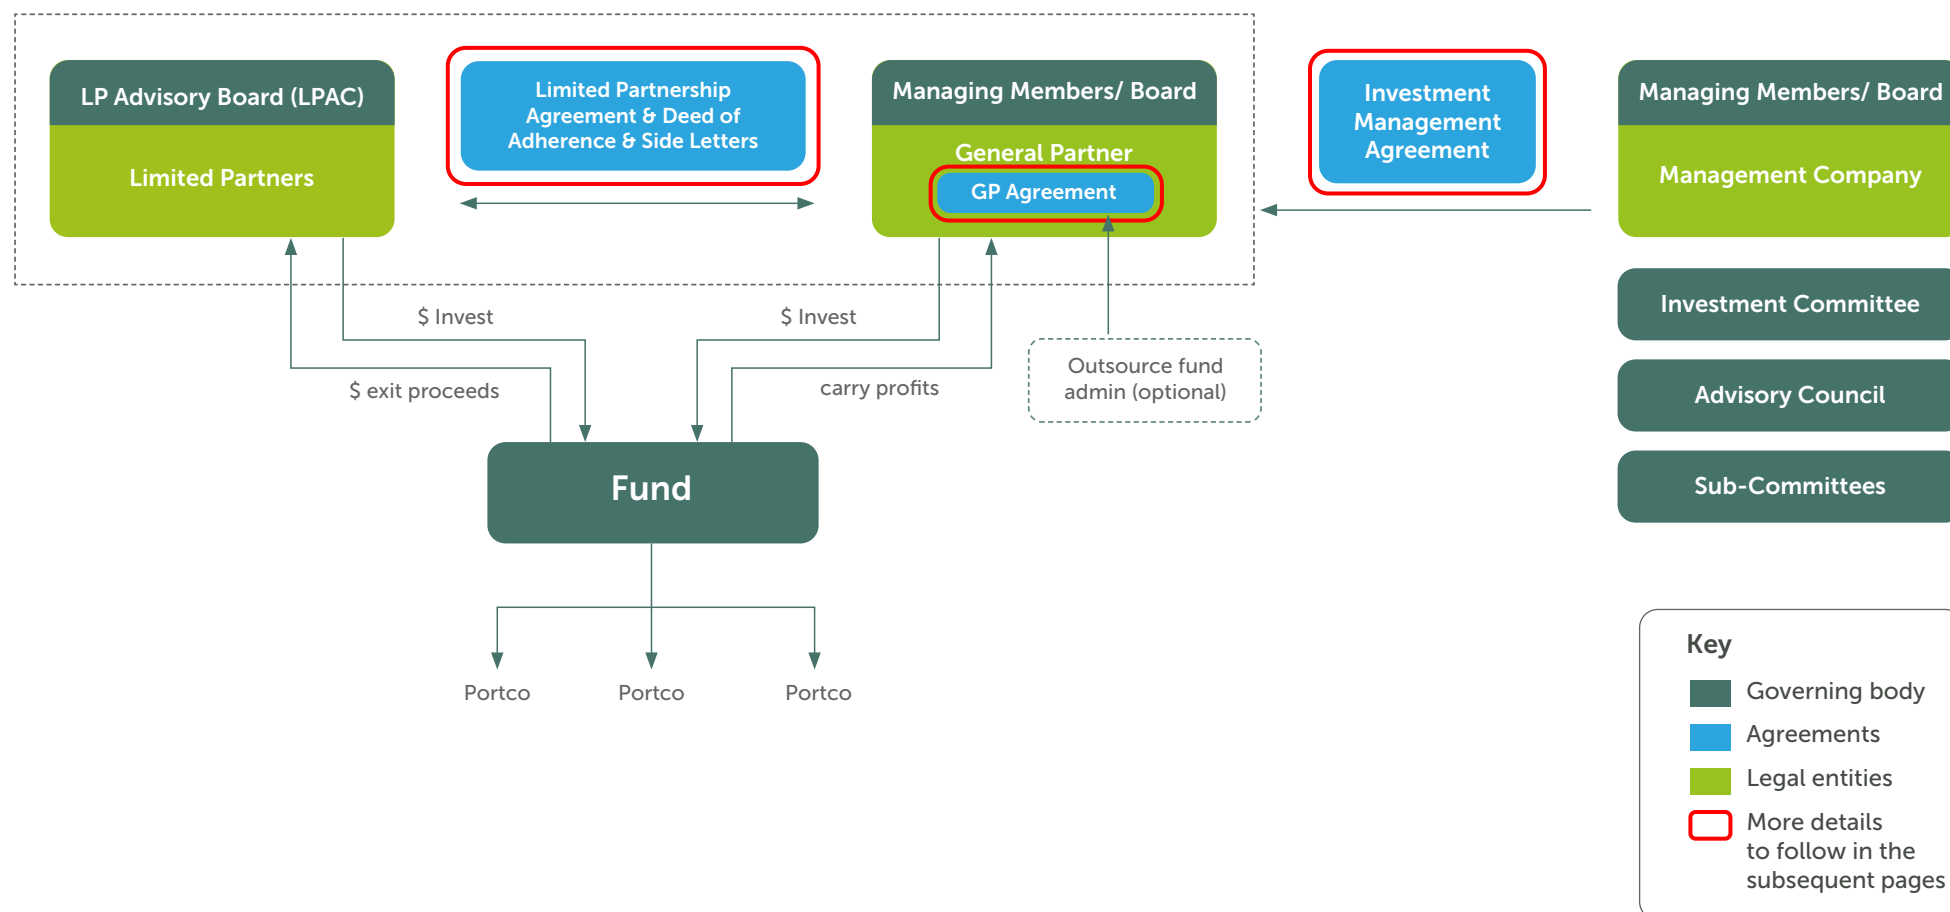 LP Advisory Board (LPAC)
Limited Partners
Limited Partnership
Agreement & Deed of
Adherence & Side Letters
Managing Members/ Board
General Partner
GP Agreement
Investment
Management
Agreement
Managing Members/ Board
Management Company
Investment Committee
Advisory Council
Sub-Committees
$ Invest
$ Invest
$ exit proceeds
carry profits
Outsource fund
admin (optional)
Fund
Portco
Portco
Portco
Key
Governing body
Agreements
Legal entities
More details
to follow in the
subsequent pages